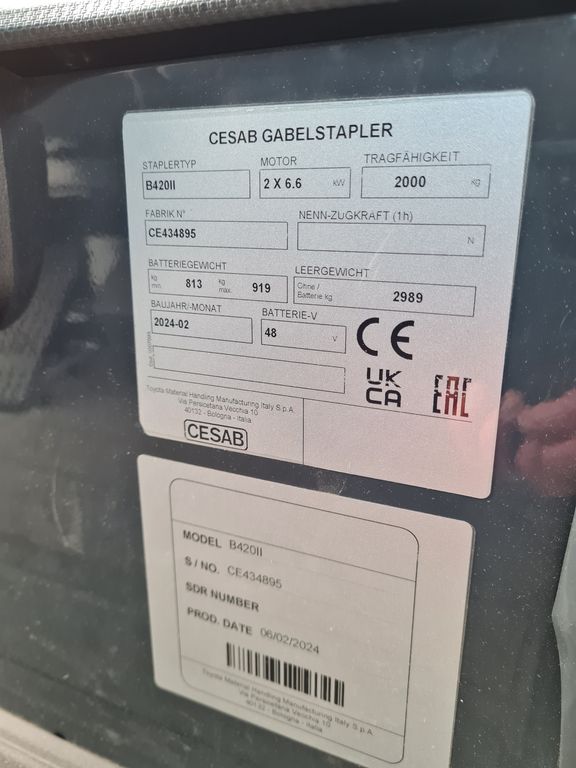 CESAB GABELSTAPLER
STAPLERTYP MOTOR TRAGFÄHIGKEIT
B420II 2 X 6.6 kW 2000 kg
FABRIK N° NENN-ZUGKRAFT (1h)
CE434895 N
BATTERIEGEWICHT LEERGEWICHT
kg min. 813 kg max. 919 Ohne / Batterie kg 2989
BAUJAHR/-MONAT BATTERIE-V
2024-02 48 V
CE
UK
CA
EAC
Toyota Material Handling Manufacturing Italy S.p.A
Via Persicetana Vecchia 10
40132 - Bologna - Italia
CESAB
MODEL B420II
S / NO. CE434895
SDR NUMBER
PROD. DATE 06/02/2024
Toyota Material Handling Manufacturing Italy S.p.A
Via Persicetana Vecchia 10
40132 - Bologna - Italia